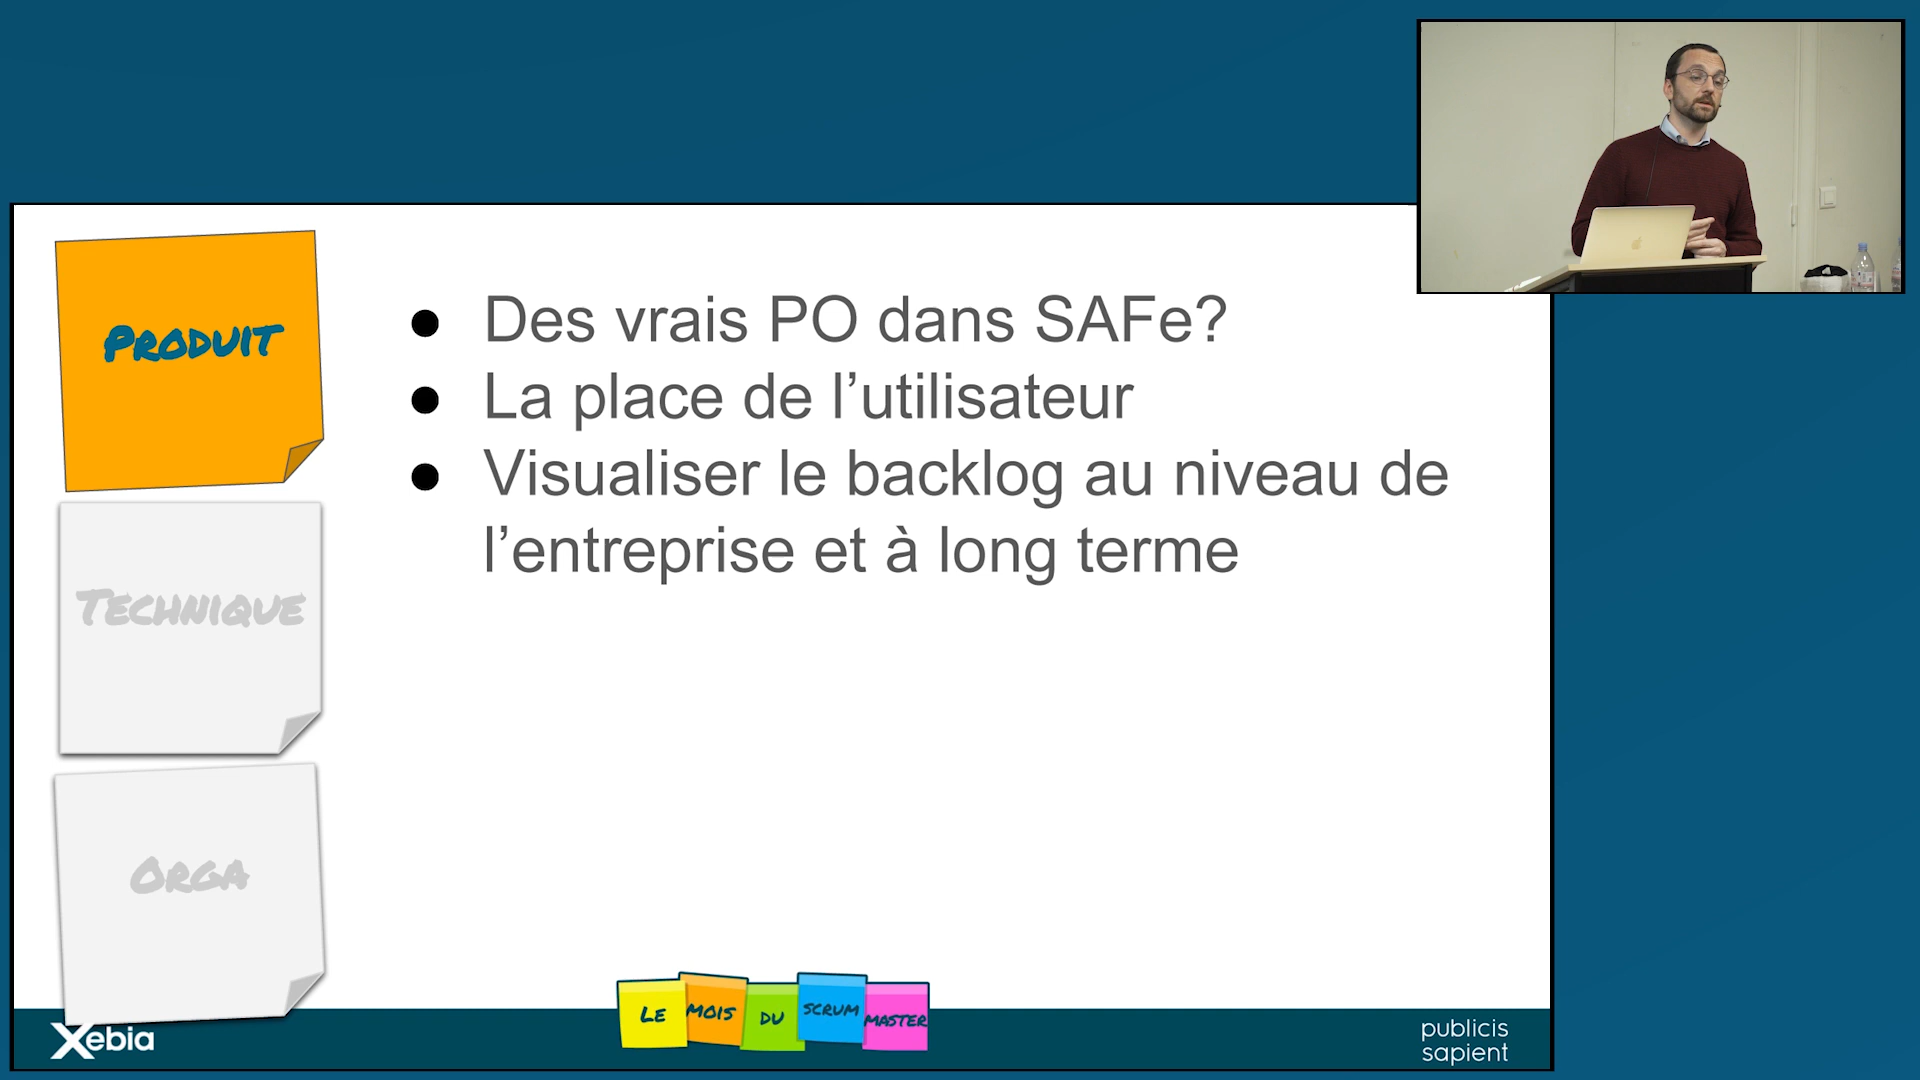 PRODUIT
TECHNIQUE
ORGA
● Des vrais PO dans SAFe?
● La place de l’utilisateur
● Visualiser le backlog au niveau de
l’entreprise et à long terme
Xebia
LE MOIS DU SCRUM MASTER
publicis
sapient